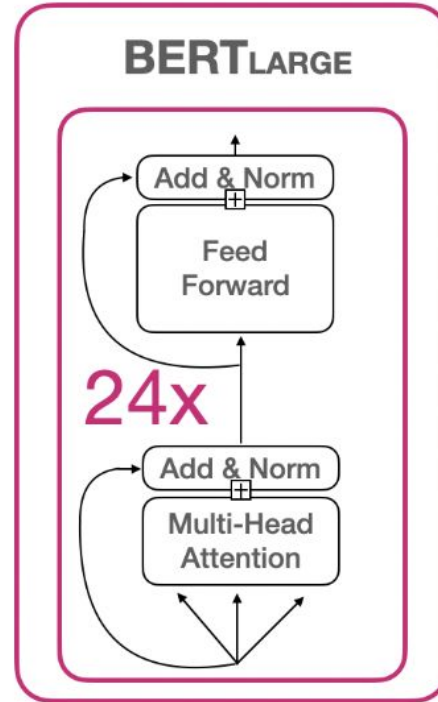 BERTLARGE
Add & Norm
+
Feed
Forward
24x
Add & Norm
+
Multi-Head
Attention